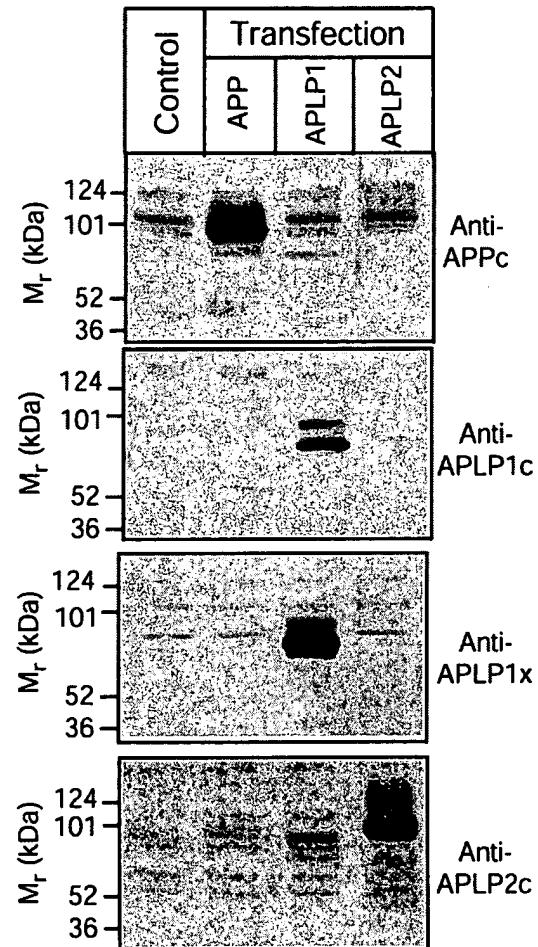 Transfection
Control
APP
APLP1
APLP2
Mr (kDa)
124
101
52
36
Anti-
APPc
Mr (kDa)
124
101
52
36
Anti-
APLP1c
Mr (kDa)
124
101
52
36
Anti-
APLP1x
Mr (kDa)
124
101
52
36
Anti-
APLP2c